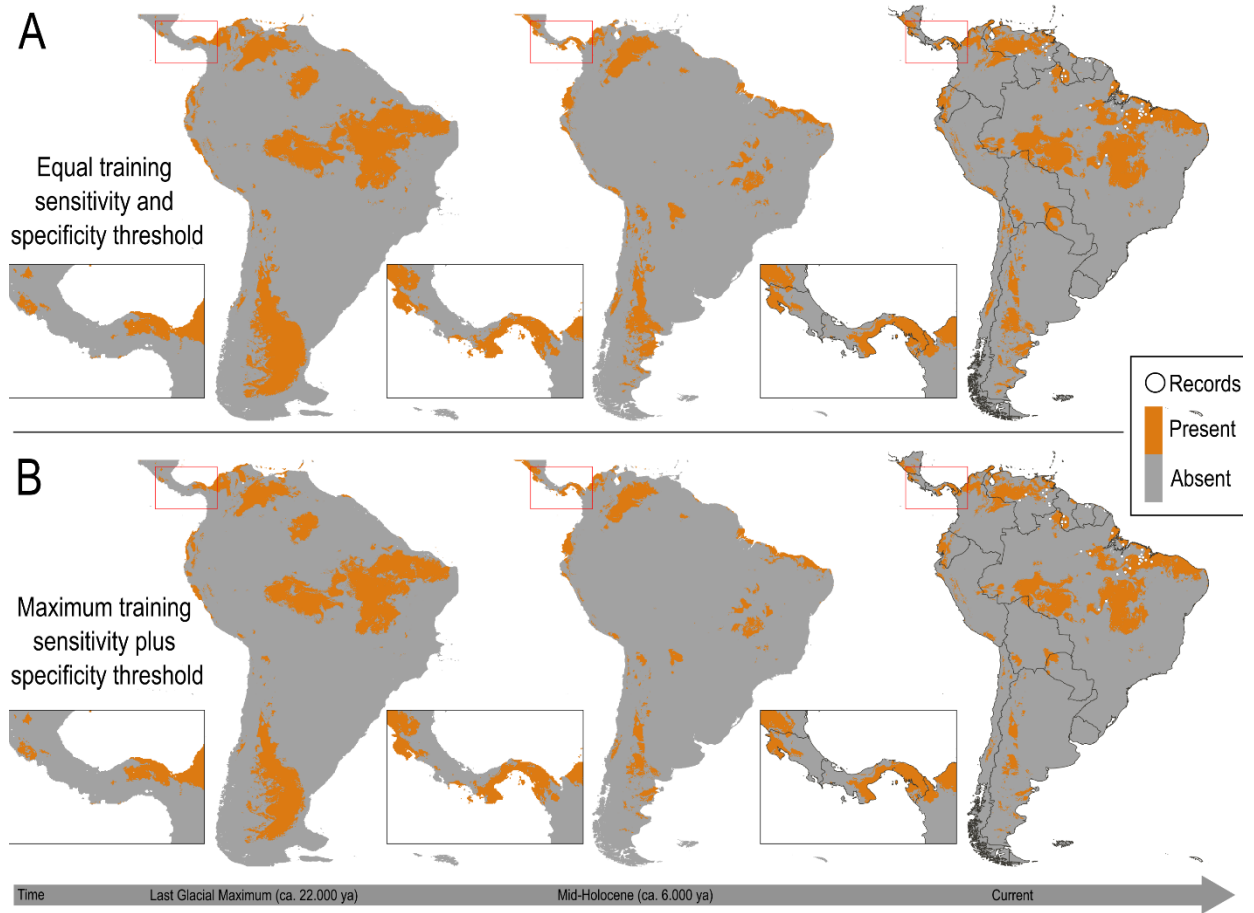 A
Equal training
sensitivity and
specificity threshold
Records
Present
Absent
B
Maximum training
sensitivity plus
specificity threshold
Time
Last Glacial Maximum (ca. 22.000 ya)
Mid-Holocene (ca. 6.000 ya)
Current